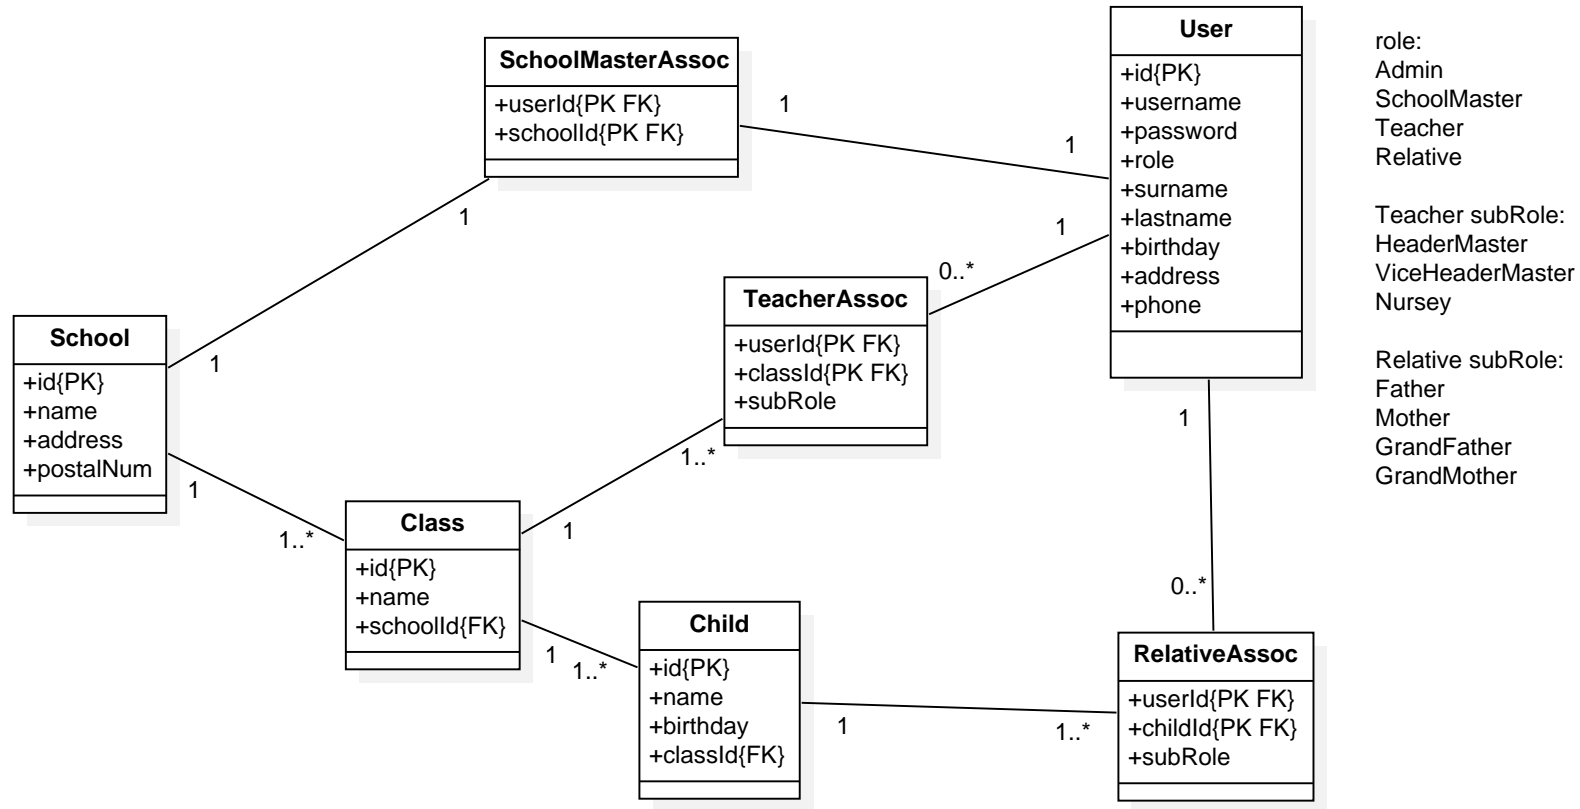 User
+id{PK}
+username
+password
+role
+surname
+lastname
+birthday
+address
+phone
role:
Admin
SchoolMaster
Teacher
Relative
Teacher subRole:
HeaderMaster
ViceHeaderMaster
Nursey
Relative subRole:
Father
Mother
GrandFather
GrandMother
SchoolMasterAssoc
+userId{PK FK}
+schoolId{PK FK}
1
1
1
1
TeacherAssoc
+userId{PK FK}
+classId{PK FK}
+subRole
0..*
1
1..*
1
School
+id{PK}
+name
+address
+postalNum
1
1..*
Class
+id{PK}
+name
+schoolId{FK}
1
1..*
Child
+id{PK}
+name
+birthday
+classId{FK}
1
1..*
1
0..*
RelativeAssoc
+userId{PK FK}
+childId{PK FK}
+subRole